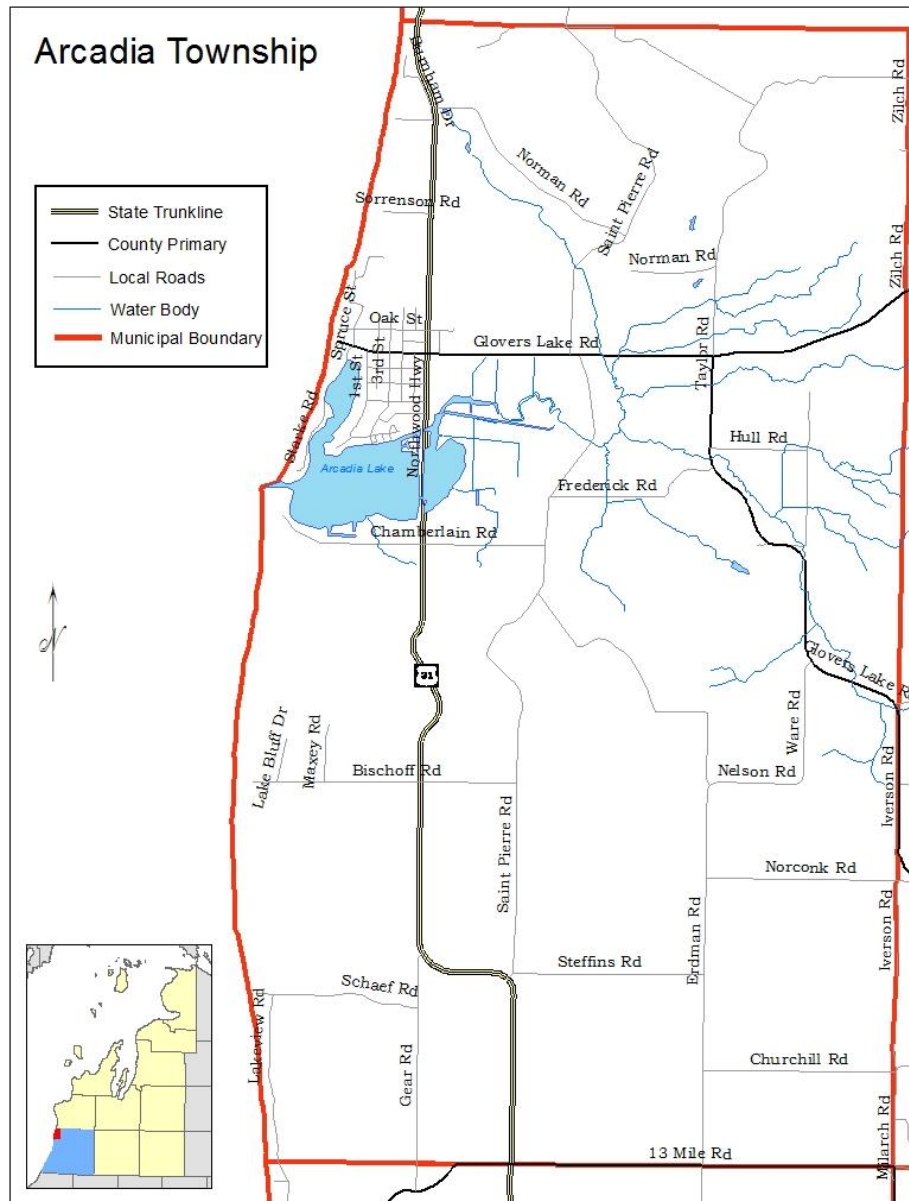 Arcadia Township
State Trunkline
County Primary
Local Roads
Water Body
Municipal Boundary
Norman Rd
Saint Pierre Rd
Zilch Rd
Sorrenson Rd
Norman Rd
Zilch Rd
Spruce St
Oak St
1st St
3rd St
Glovers Lake Rd
Taylor Rd
Northwood Hwy
Starke Rd
Hull Rd
Arcadia Lake
Frederick Rd
Chamberlain Rd
N
31
Glovers Lake R
Ware Rd
Lake Bluff Dr
Maxey Rd
Bischoff Rd
Nelson Rd
Iverson Rd
Saint Pierre Rd
Norconk Rd
Erdman Rd
Iverson Rd
Steffins Rd
Schaef Rd
Lakeview Rd
Gear Rd
Churchill Rd
Milarch Rd
13 Mile Rd